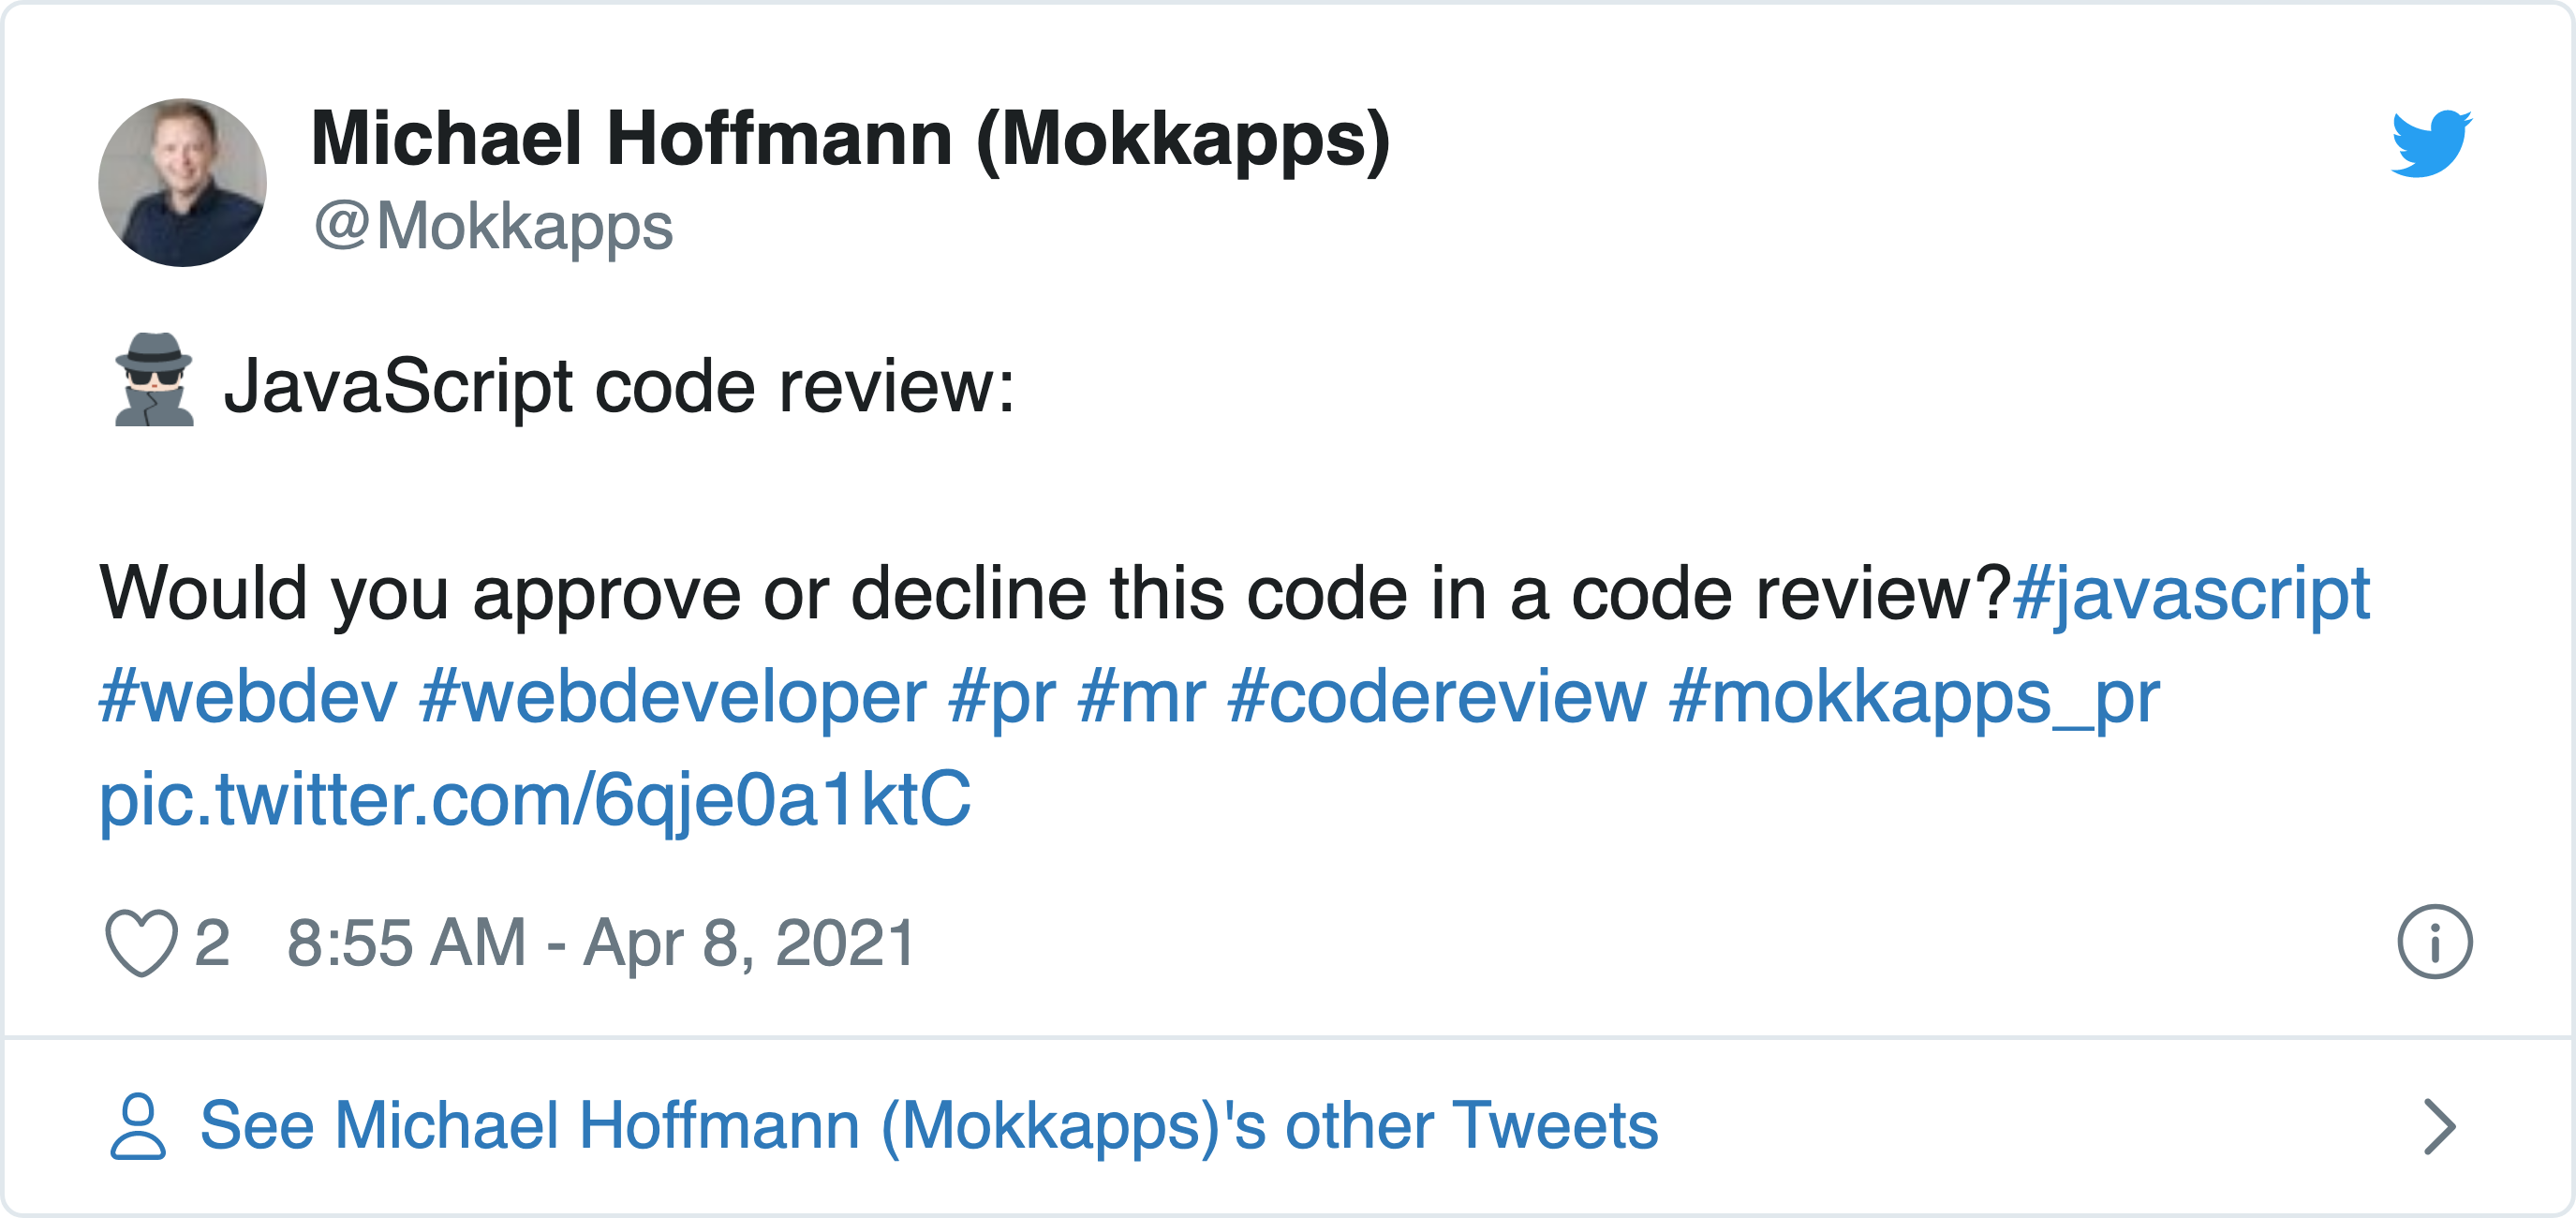 Michael Hoffmann (Mokkapps)
@Mokkapps
JavaScript code review:
Would you approve or decline this code in a code review?#javascript
#webdev #webdeveloper #pr #mr #codereview #mokkapps_pr
pic.twitter.com/6qje0a1ktC
2 8:55 AM - Apr 8, 2021
See Michael Hoffmann (Mokkapps)'s other Tweets